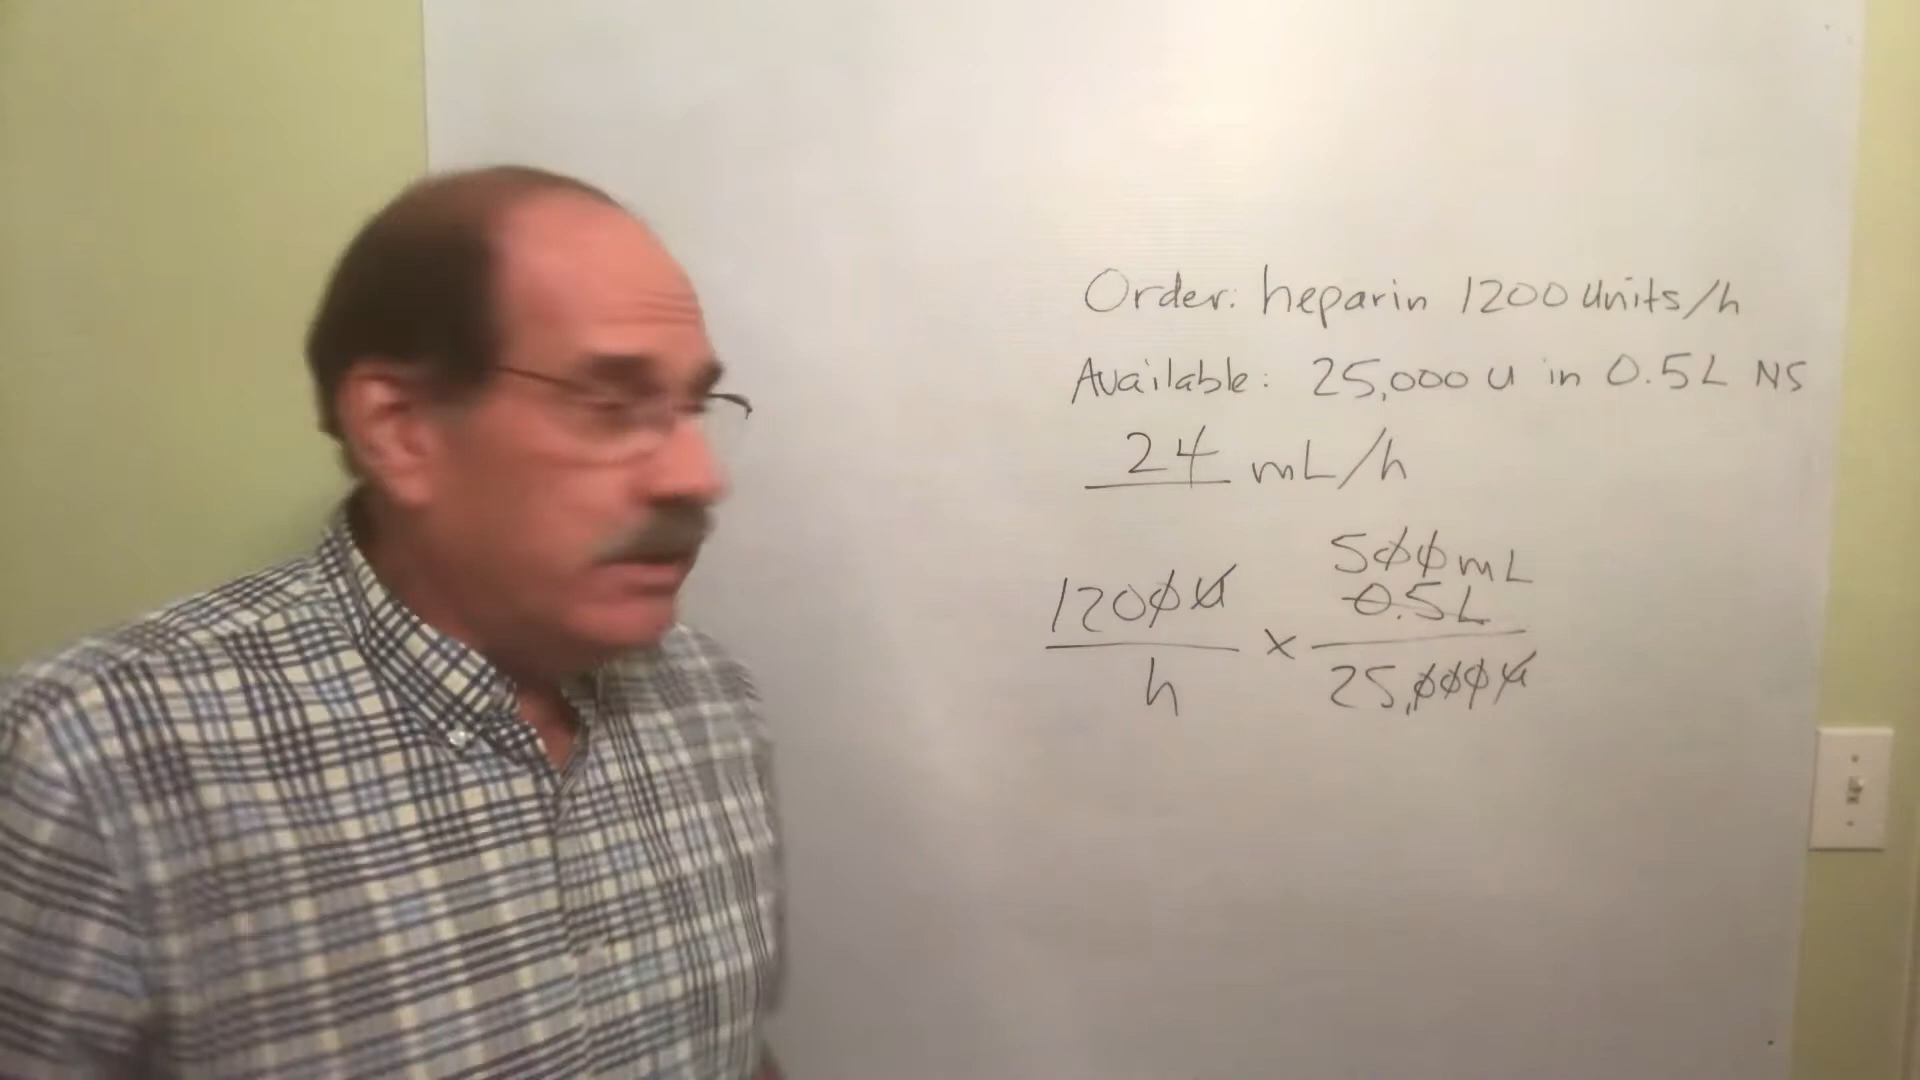 Order: heparin 1200 units/h
Available: 25,000 U in 0.5L NS
24 mL/h
500 mL
1200 U 0.5L
x
h 25,000 U